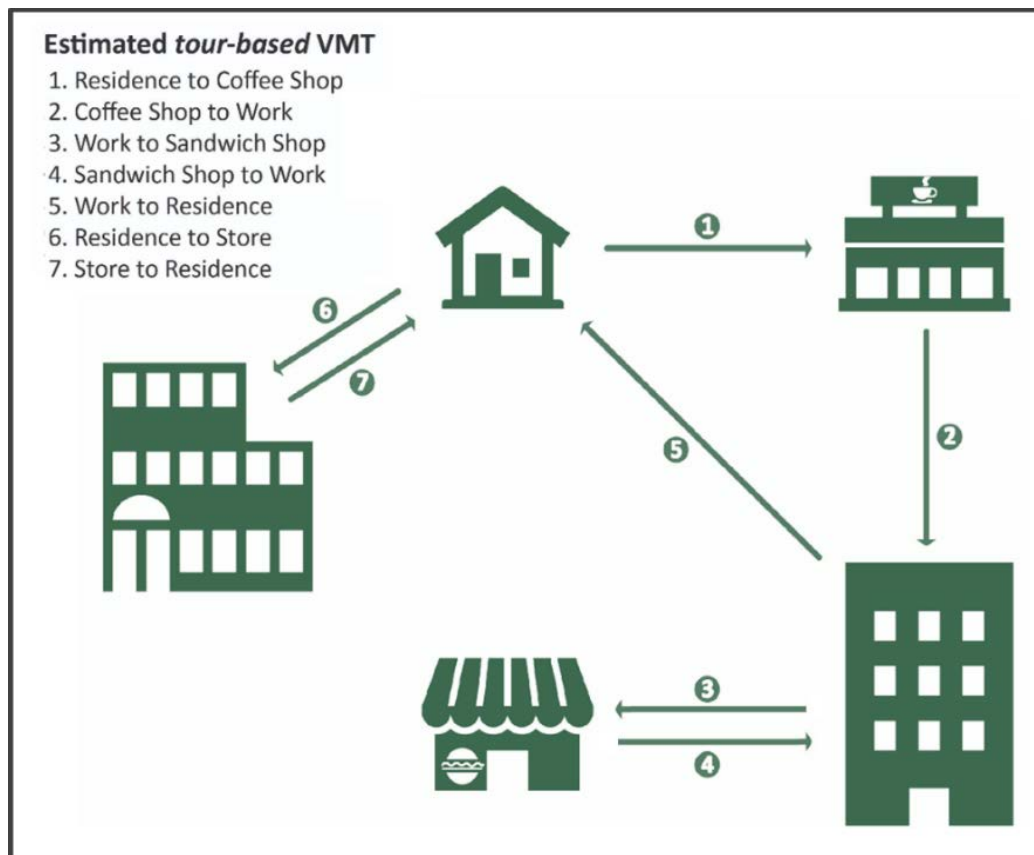 Estimated tour-based VMT
1. Residence to Coffee Shop
2. Coffee Shop to Work
3. Work to Sandwich Shop
4. Sandwich Shop to Work
5. Work to Residence
6. Residence to Store
7. Store to Residence
1
6
7
2
5
3
4